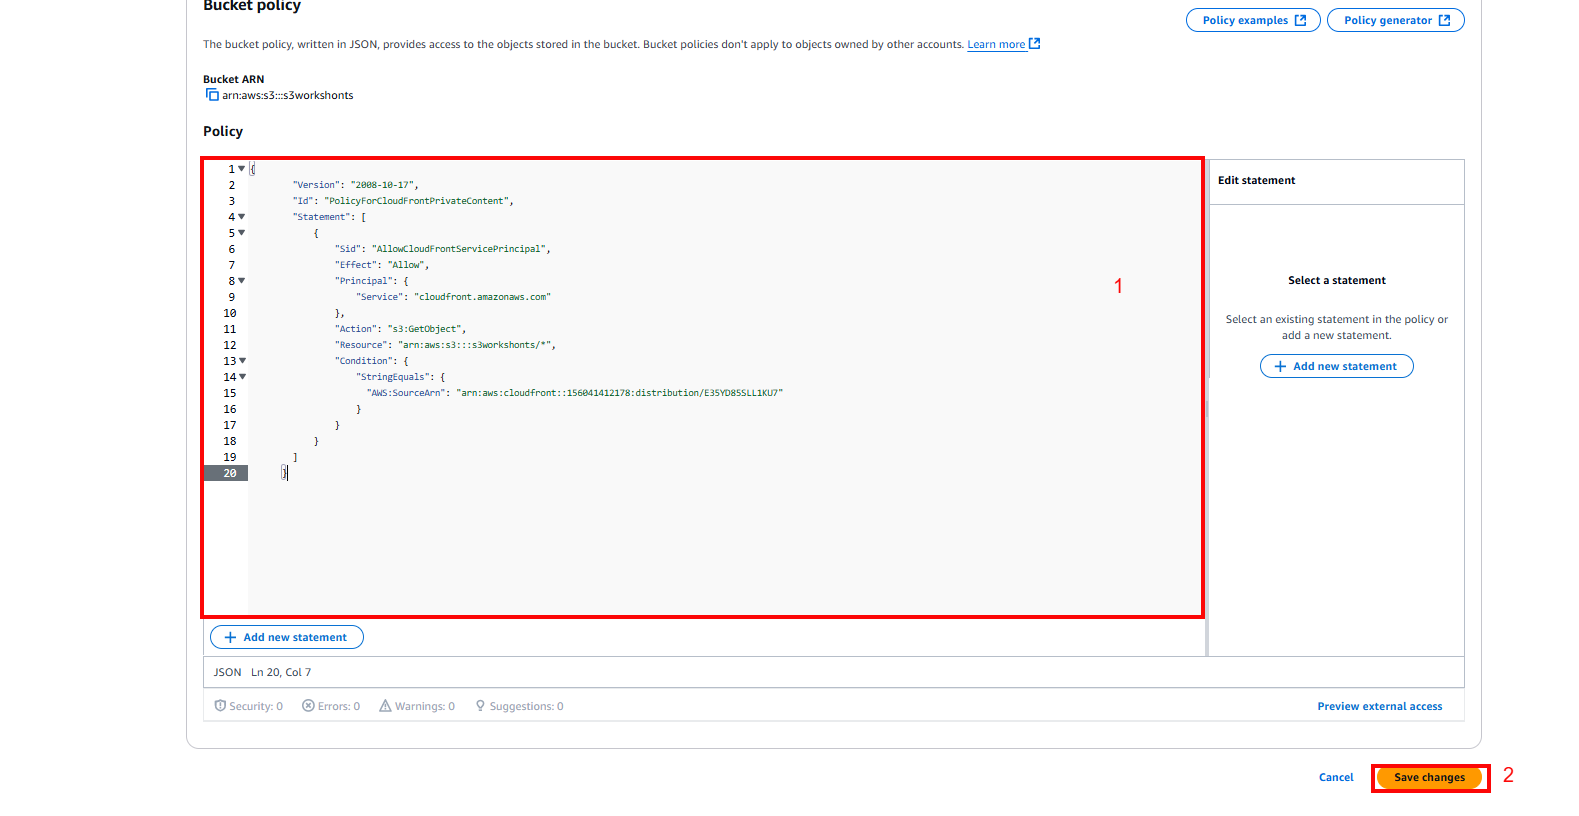 Bucket policy
Policy examples
Policy generator
The bucket policy, written in JSON, provides access to the objects stored in the bucket. Bucket policies don't apply to objects owned by other accounts. Learn more
Bucket ARN
arn:aws:s3:::s3workshonts
Policy
1 {
2 "Version": "2008-10-17",
3 "Id": "PolicyForCloudFrontPrivateContent",
4 "Statement": [
5 {
6 "Sid": "AllowCloudFrontServicePrincipal",
7 "Effect": "Allow",
8 "Principal": {
9 "Service": "cloudfront.amazonaws.com"
10 },
11 "Action": "s3:GetObject",
12 "Resource": "arn:aws:s3:::s3workshonts/*",
13 "Condition": {
14 "StringEquals": {
15 "AWS:SourceArn": "arn:aws:cloudfront::156041412178:distribution/E35YD85SLL1KU7"
16 }
17 }
18 }
19 ]
20 }
1
Edit statement
Select a statement
Select an existing statement in the policy or
add a new statement.
Add new statement
Add new statement
JSON Ln 20, Col 7
Security: 0 Errors: 0 Warnings: 0 Suggestions: 0
Preview external access
Cancel
Save changes
2